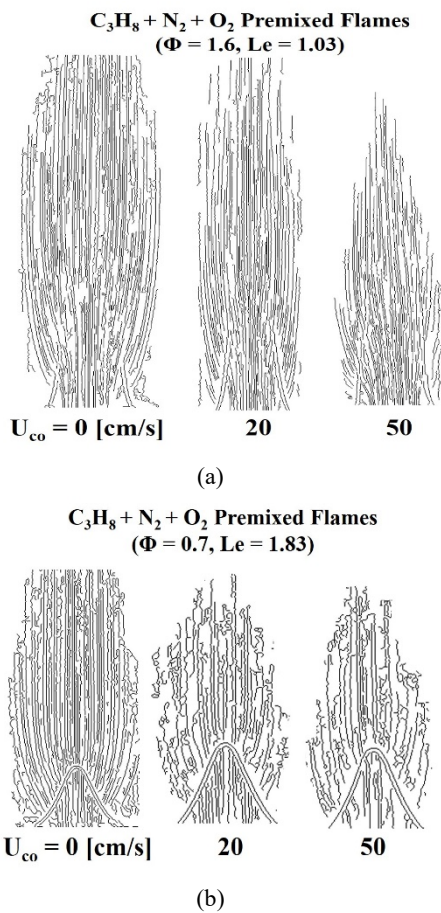 C₃H₈ + N₂ + O₂ Premixed Flames
(Φ = 1.6, Le = 1.03)
U_co = 0 [cm/s] 20 50
(a)
C₃H₈ + N₂ + O₂ Premixed Flames
(Φ = 0.7, Le = 1.83)
U_co = 0 [cm/s] 20 50
(b)